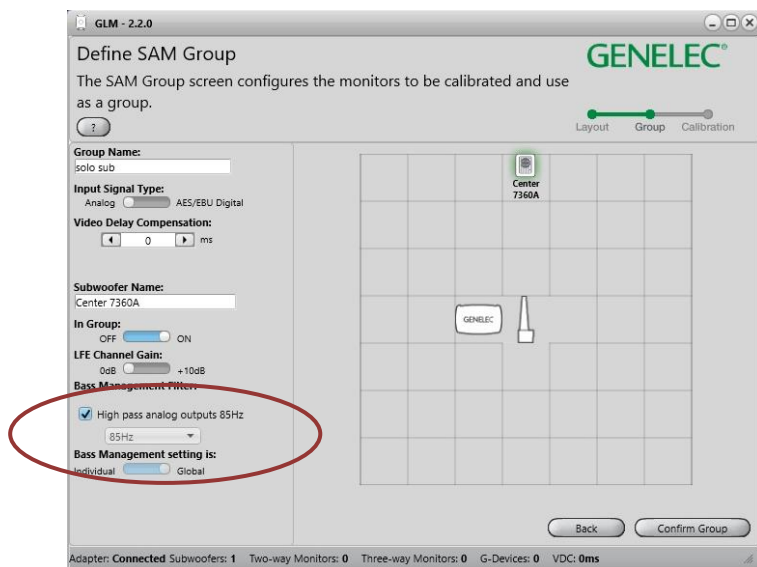 GLM - 2.2.0
Define SAM Group
The SAM Group screen configures the monitors to be calibrated and use
as a group.
?
GENELEC®
Layout Group Calibration
Group Name:
solo sub
Input Signal Type:
Analog AES/EBU Digital
Video Delay Compensation:
0 ms
Subwoofer Name:
Center 7360A
In Group:
OFF ON
LFE Channel Gain:
0dB +10dB
Bass Management Filter:
High pass analog outputs 85Hz
85Hz
Bass Management setting is:
Individual Global
Center
7360A
GENELEC
Back Confirm Group
Adapter: Connected Subwoofers: 1 Two-way Monitors: 0 Three-way Monitors: 0 G-Devices: 0 VDC: 0ms